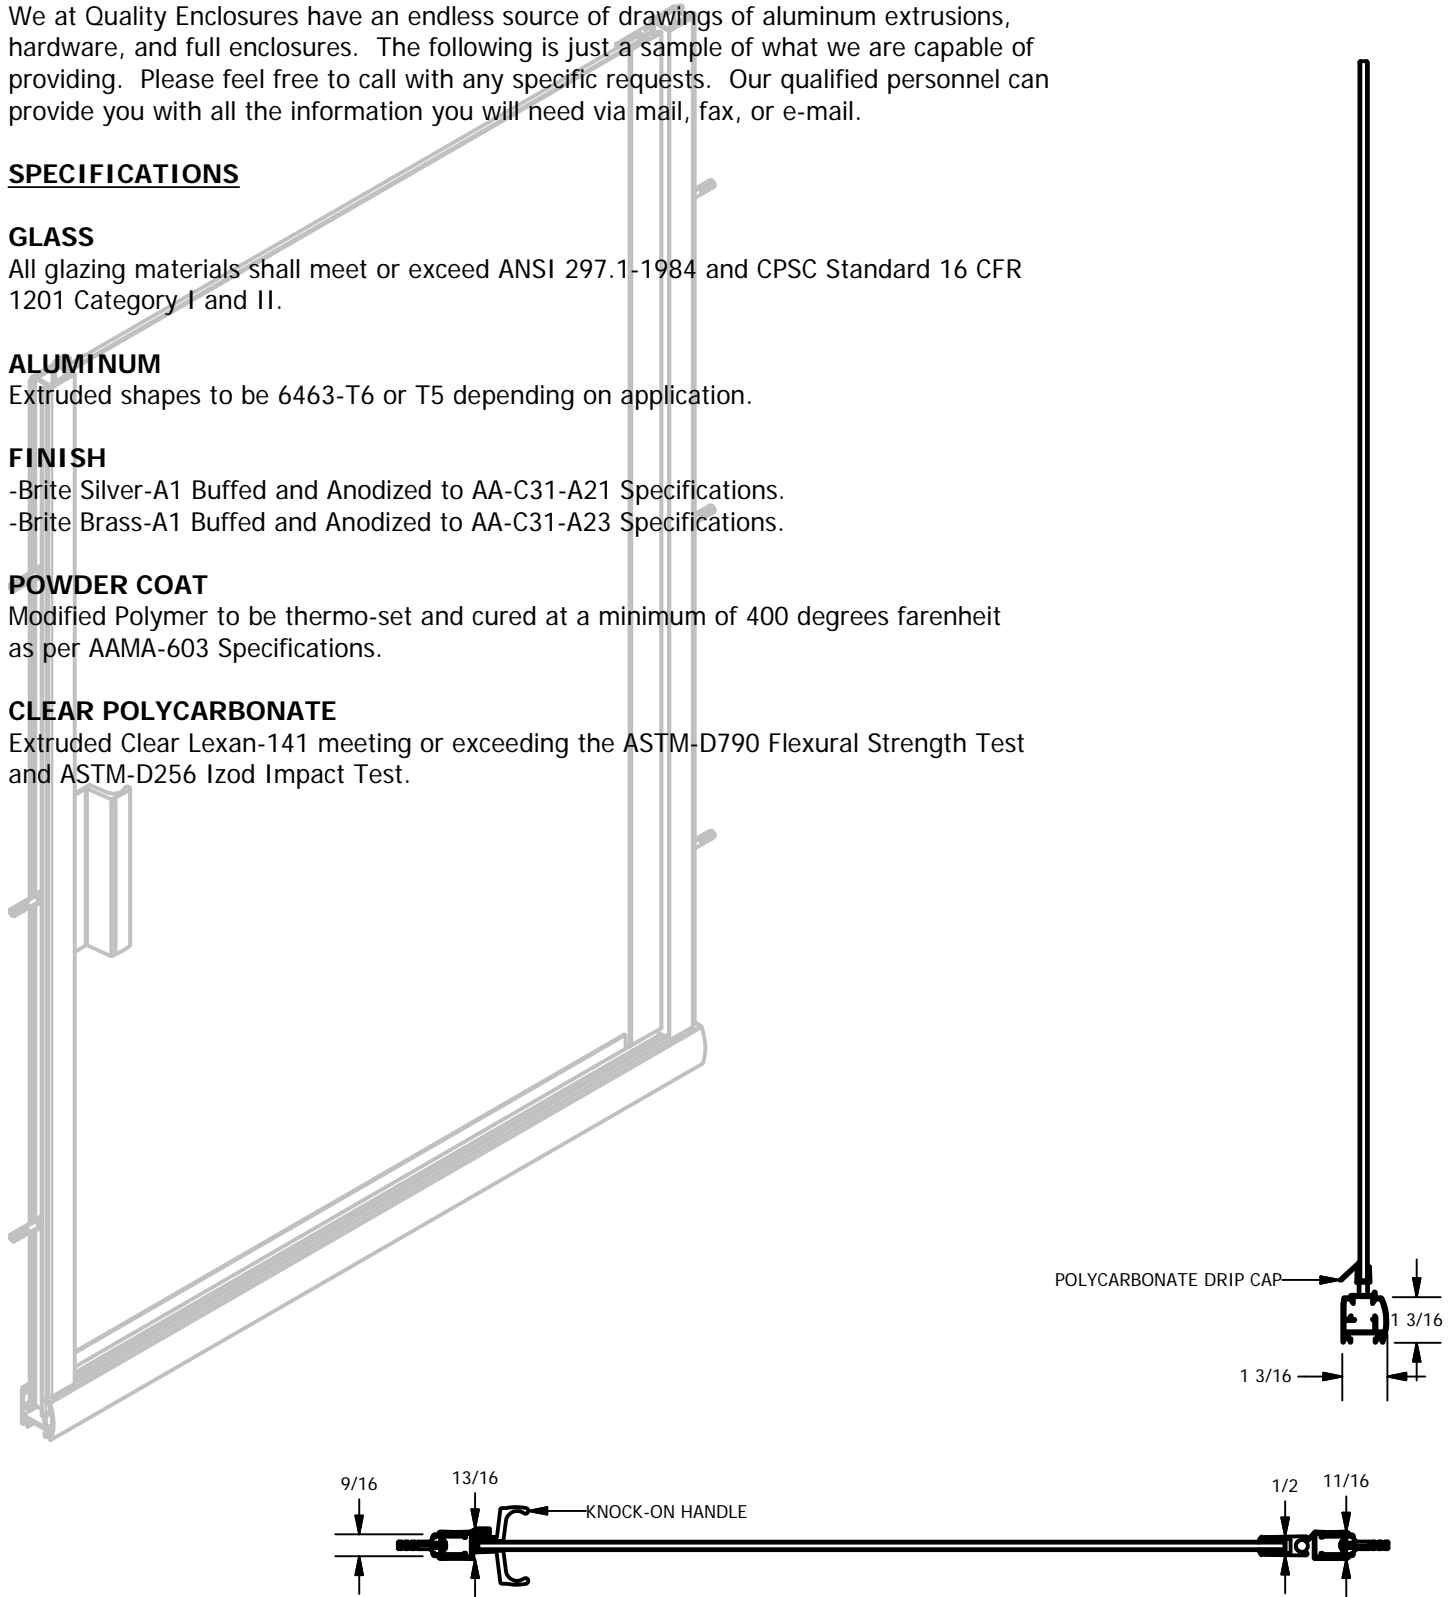 We at Quality Enclosures have an endless source of drawings of aluminum extrusions,
hardware, and full enclosures. The following is just a sample of what we are capable of
providing. Please feel free to call with any specific requests. Our qualified personnel can
provide you with all the information you will need via mail, fax, or e-mail.
SPECIFICATIONS
GLASS
All glazing materials shall meet or exceed ANSI 297.1-1984 and CPSC Standard 16 CFR
1201 Category I and II.
ALUMINUM
Extruded shapes to be 6463-T6 or T5 depending on application.
FINISH
-Brite Silver-A1 Buffed and Anodized to AA-C31-A21 Specifications.
-Brite Brass-A1 Buffed and Anodized to AA-C31-A23 Specifications.
POWDER COAT
Modified Polymer to be thermo-set and cured at a minimum of 400 degrees farenheit
as per AAMA-603 Specifications.
CLEAR POLYCARBONATE
Extruded Clear Lexan-141 meeting or exceeding the ASTM-D790 Flexural Strength Test
and ASTM-D256 Izod Impact Test.
POLYCARBONATE DRIP CAP
1 3/16
1 3/16
9/16
13/16
KNOCK-ON HANDLE
1/2
11/16